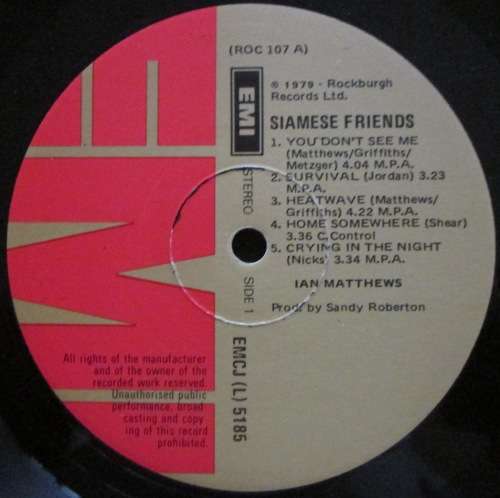 (ROC 107 A)
EMI
℗ 1979 - Rockburgh
Records Ltd.
SIAMESE FRIENDS
1. YOU DON'T SEE ME
(Matthews/Griffiths/
Metzger) 4.04 M.P.A.
2. SURVIVAL (Jordan) 3.23
M.P.A.
3. HEATWAVE (Matthews/
Griffiths) 4.22 M.P.A.
4. HOME SOMEWHERE (Shear)
3.36 C.Control
5. CRYING IN THE NIGHT
(Nicks) 3.34 M.P.A.
IAN MATTHEWS
Prod. by Sandy Roberton
STEREO
SIDE 1
EMCJ (L) 5185
All rights of the manufacturer
and of the owner of the
recorded work reserved.
Unauthorised public
performance, broad-
casting and copy-
ing of this record
prohibited.
EMI